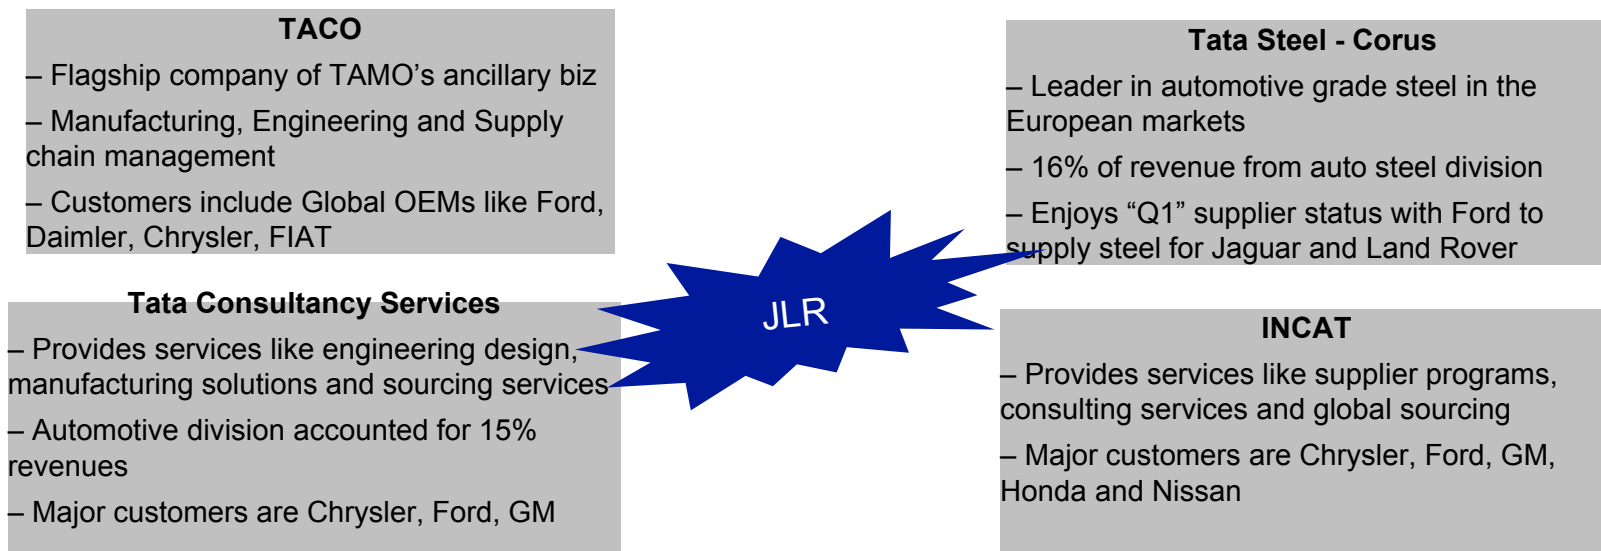 TACO
– Flagship company of TAMO’s ancillary biz
– Manufacturing, Engineering and Supply
chain management
– Customers include Global OEMs like Ford,
Daimler, Chrysler, FIAT
Tata Steel - Corus
– Leader in automotive grade steel in the
European markets
– 16% of revenue from auto steel division
– Enjoys “Q1” supplier status with Ford to
supply steel for Jaguar and Land Rover
JLR
Tata Consultancy Services
– Provides services like engineering design,
manufacturing solutions and sourcing services
– Automotive division accounted for 15%
revenues
– Major customers are Chrysler, Ford, GM
INCAT
– Provides services like supplier programs,
consulting services and global sourcing
– Major customers are Chrysler, Ford, GM,
Honda and Nissan